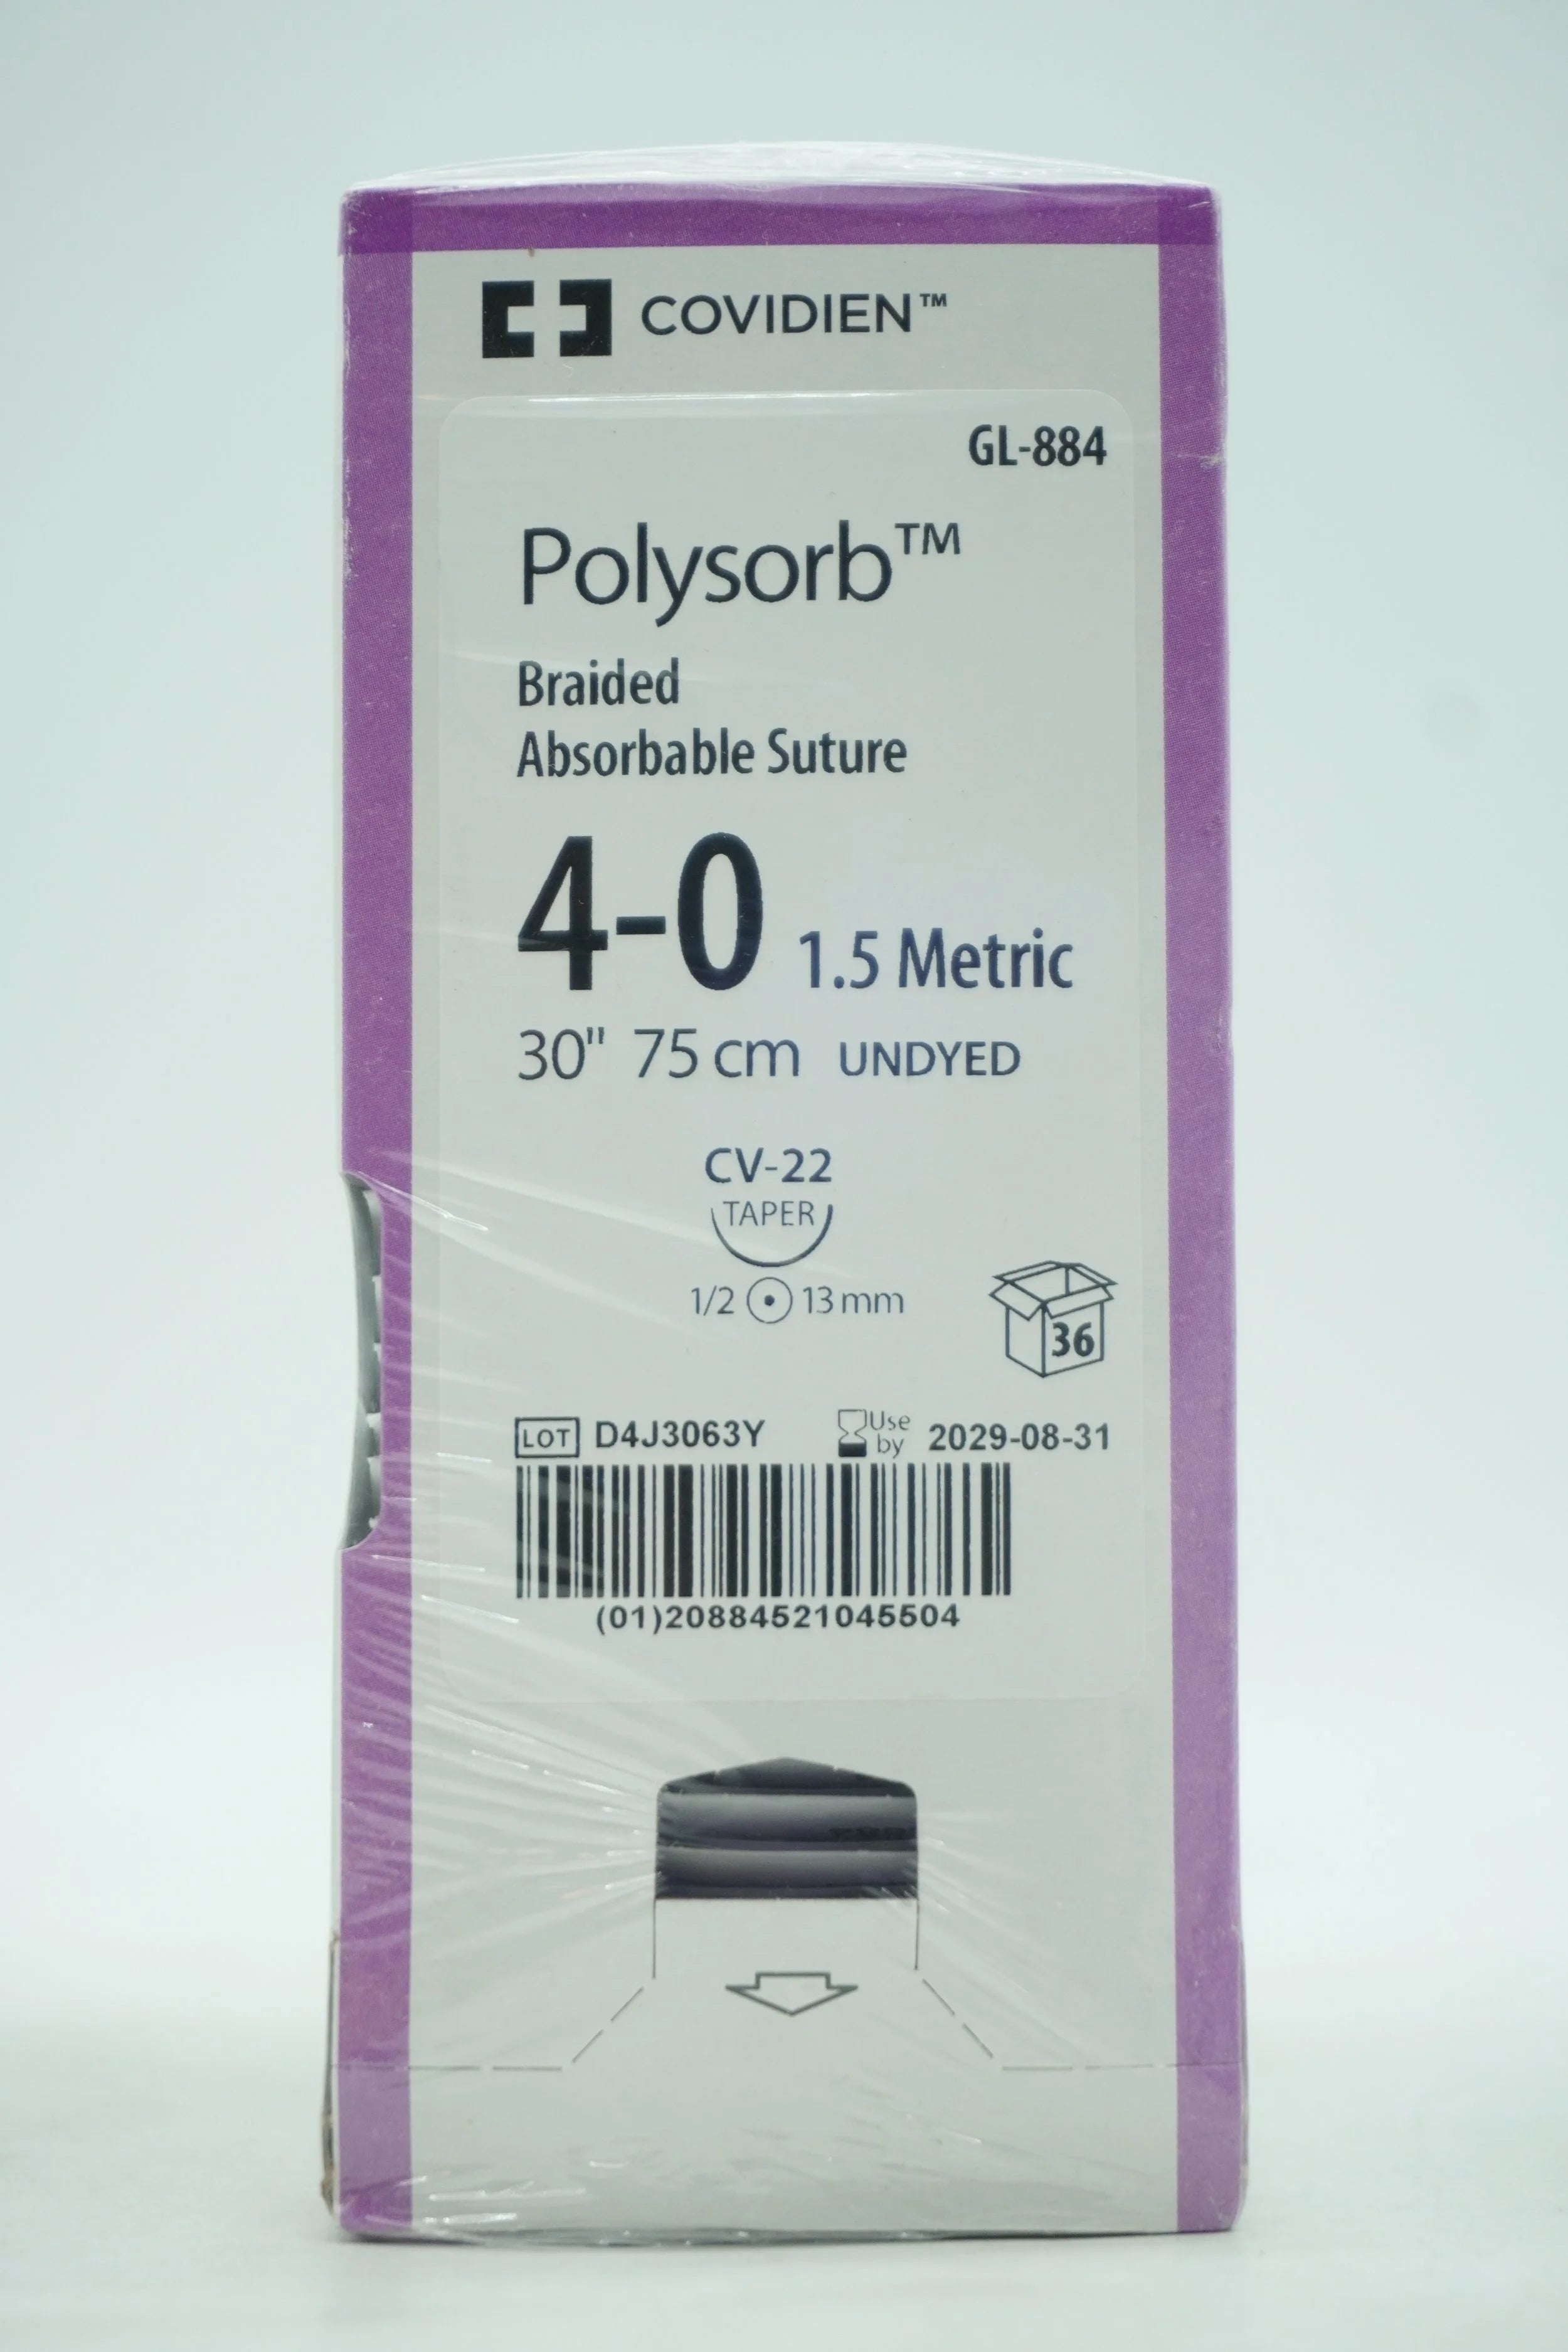 COVIDIEN™
GL-884
Polysorb™
Braided
Absorbable Suture
4-0 1.5 Metric
30" 75 cm UNDYED
CV-22
TAPER
1/2 13 mm
36
LOT D4J3063Y Use by 2029-08-31
(01)20884521045504